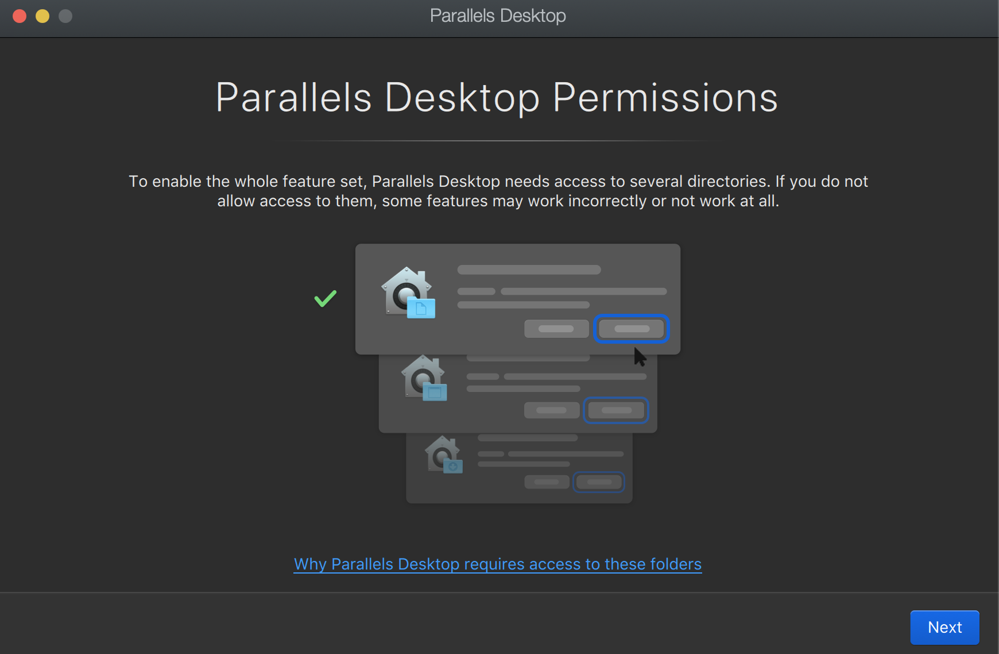 Parallels Desktop
Parallels Desktop Permissions
To enable the whole feature set, Parallels Desktop needs access to several directories. If you do not
allow access to them, some features may work incorrectly or not work at all.
Why Parallels Desktop requires access to these folders
Next